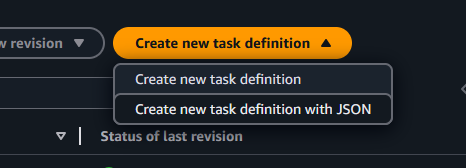 w revision
Create new task definition
Create new task definition
Create new task definition with JSON
Status of last revision